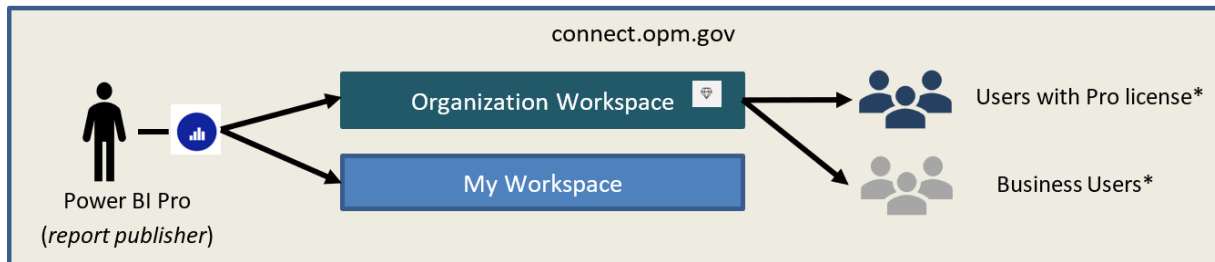 connect.opm.gov
Organization Workspace
Users with Pro license*
My Workspace
Business Users*
Power BI Pro
(report publisher)